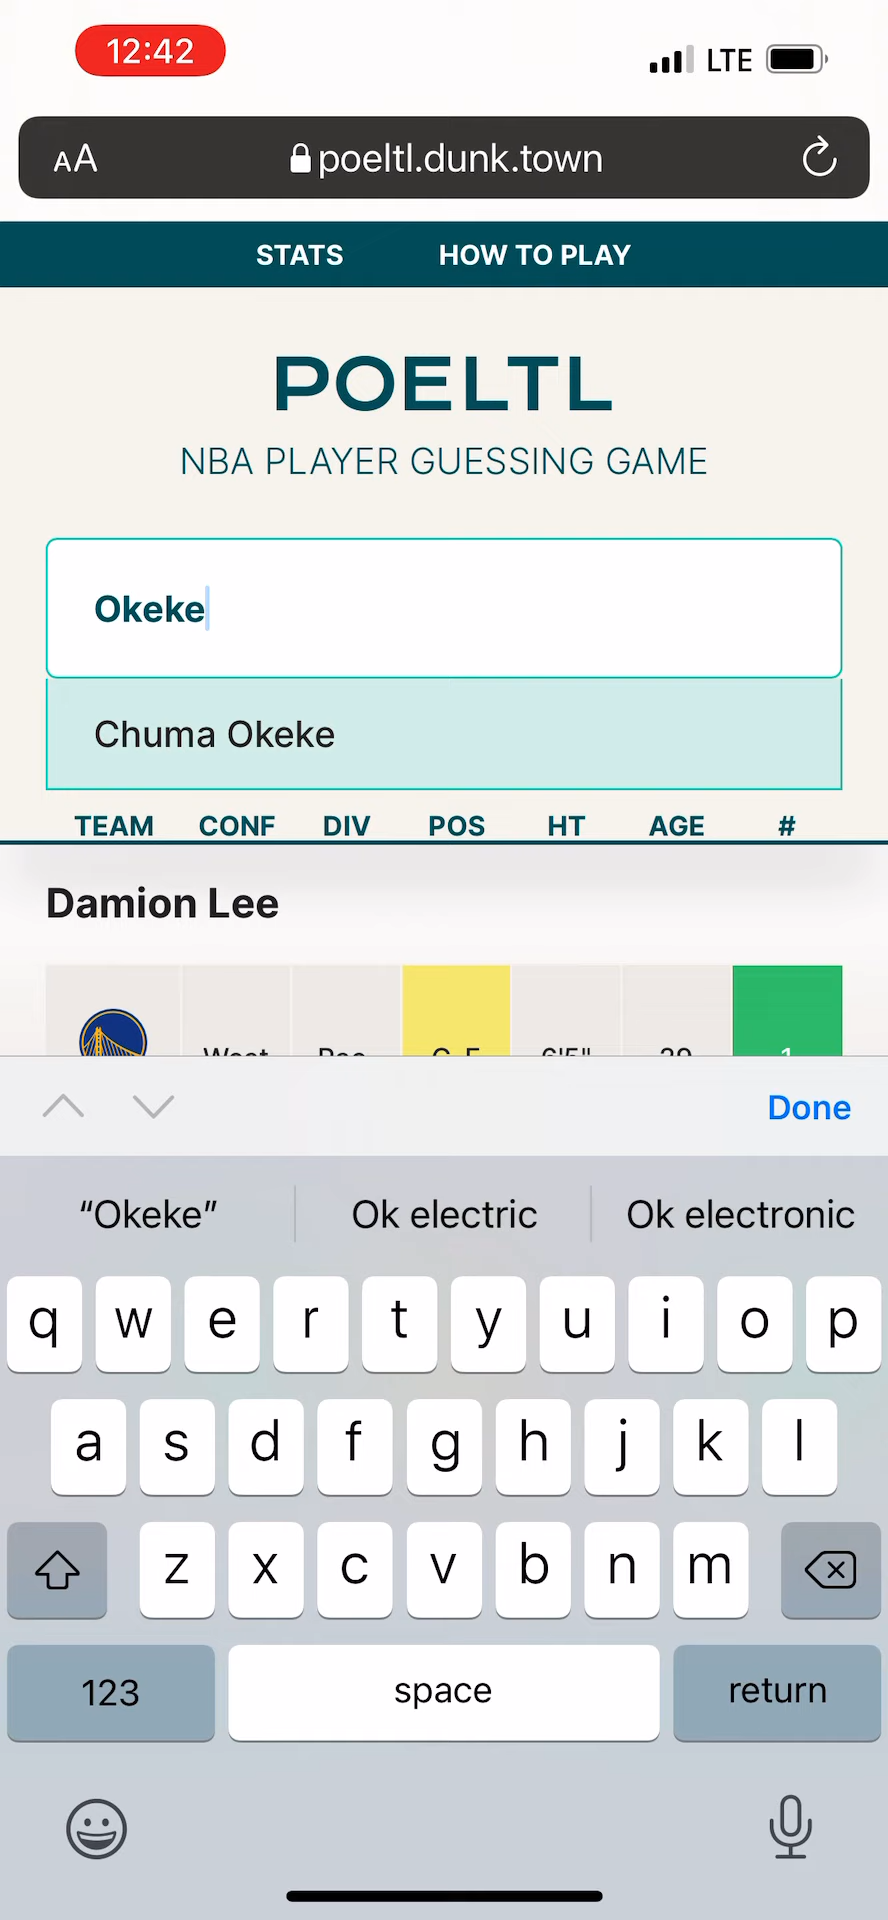 12:42
LTE
AA
poeltl.dunk.town
STATS HOW TO PLAY
POELTL
NBA PLAYER GUESSING GAME
Okeke
Chuma Okeke
TEAM CONF DIV POS HT AGE #
Damion Lee
Done
“Okeke” Ok electric Ok electronic
q w e r t y u i o p
a s d f g h j k l
z x c v b n m
123 space return